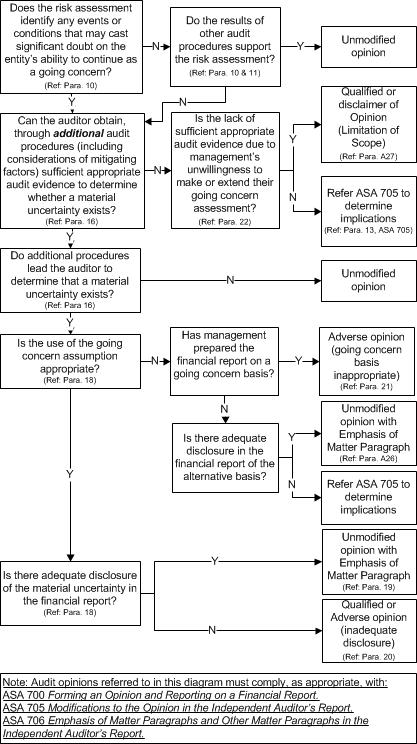 Does the risk assessment
identify any events or
conditions that may cast
significant doubt on the
entity's ability to continue as
a going concern?
(Ref: Para. 10)
N
Do the results of
other audit
procedures support
the risk assessment?
(Ref: Para. 10 & 11)
Y
Unmodified
opinion
Y
N
Can the auditor obtain,
through additional audit
procedures (including
considerations of mitigating
factors) sufficient appropriate
audit evidence to determine
whether a material
uncertainty exists?
(Ref: Para. 16)
N
Is the lack of
sufficient appropriate
audit evidence due to
management's
unwillingness to
make or extend their
going concern
assessment?
(Ref: Para. 22)
Y
Qualified or
disclaimer of
Opinion
(Limitation of
Scope)
(Ref: Para. A27)
N
Refer ASA 705 to
determine
implications
(Ref: Para. 13, ASA 705)
Y
Do additional procedures
lead the auditor to
determine that a material
uncertainty exists?
(Ref: Para 16)
N
Unmodified
opinion
Y
Is the use of the going
concern assumption
appropriate?
(Ref: Para. 18)
N
Has management
prepared the
financial report on a
going concern basis?
Y
Adverse opinion
(going concern
basis
inappropriate)
(Ref: Para. 21)
N
Is there adequate
disclosure in the
financial report of the
alternative basis?
Y
Unmodified
opinion with
Emphasis of
Matter Paragraph
(Ref: Para. A26)
N
Refer ASA 705 to
determine
implications
Y
Is there adequate disclosure
of the material uncertainty in
the financial report?
(Ref: Para. 18)
Y
Unmodified
opinion with
Emphasis of
Matter Paragraph
(Ref: Para. 19)
N
Qualified or
Adverse opinion
(inadequate
disclosure)
(Ref: Para. 20)
Note: Audit opinions referred to in this diagram must comply, as appropriate, with:
ASA 700 Forming an Opinion and Reporting on a Financial Report.
ASA 705 Modifications to the Opinion in the Independent Auditor's Report.
ASA 706 Emphasis of Matter Paragraphs and Other Matter Paragraphs in the
Independent Auditor's Report.